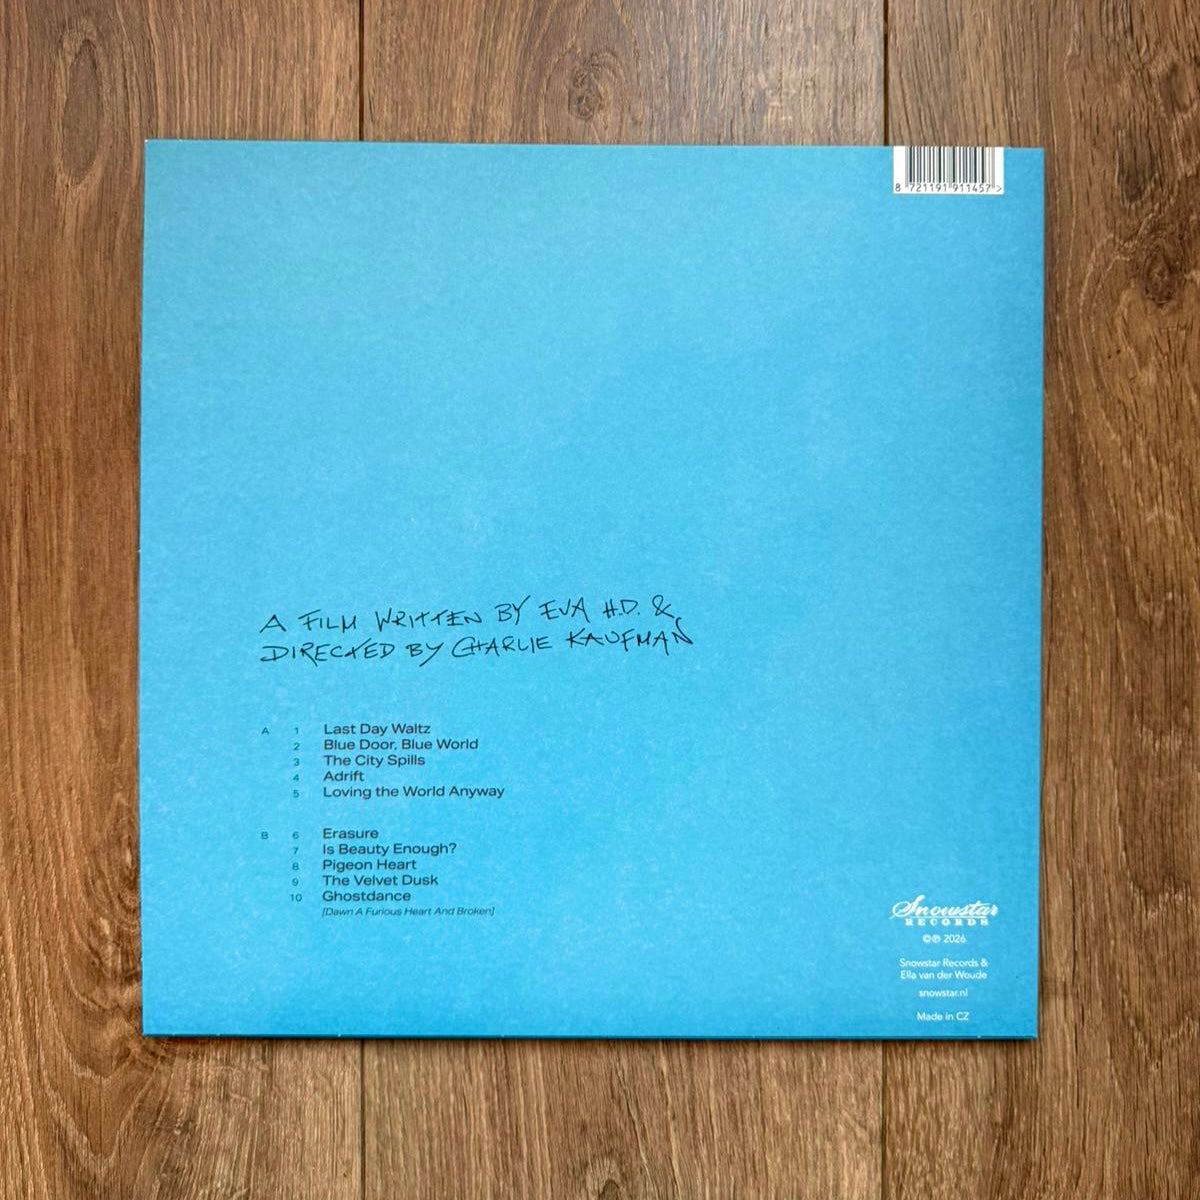 8 721191 911457 >
A FILM WRITTEN BY EVA H.D. &
DIRECTED BY CHARLIE KAUFMAN
A 1 Last Day Waltz
2 Blue Door, Blue World
3 The City Spills
4 Adrift
5 Loving the World Anyway
B 6 Erasure
7 Is Beauty Enough?
8 Pigeon Heart
9 The Velvet Dusk
10 Ghostdance
[Dawn A Furious Heart And Broken]
Snowstar
RECORDS
©℗ 2026
Snowstar Records &
Ella van der Woude
snowstar.nl
Made in CZ